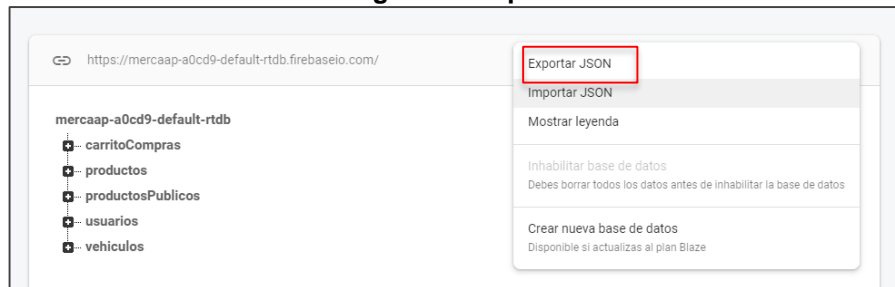 https://mercaap-a0cd9-default-rtdb.firebaseio.com/
mercaap-a0cd9-default-rtdb
carritoCompras
productos
productosPublicos
usuarios
vehiculos
Exportar JSON
Importar JSON
Mostrar leyenda
Inhabilitar base de datos
Debes borrar todos los datos antes de inhabilitar la base de datos
Crear nueva base de datos
Disponible si actualizas al plan Blaze